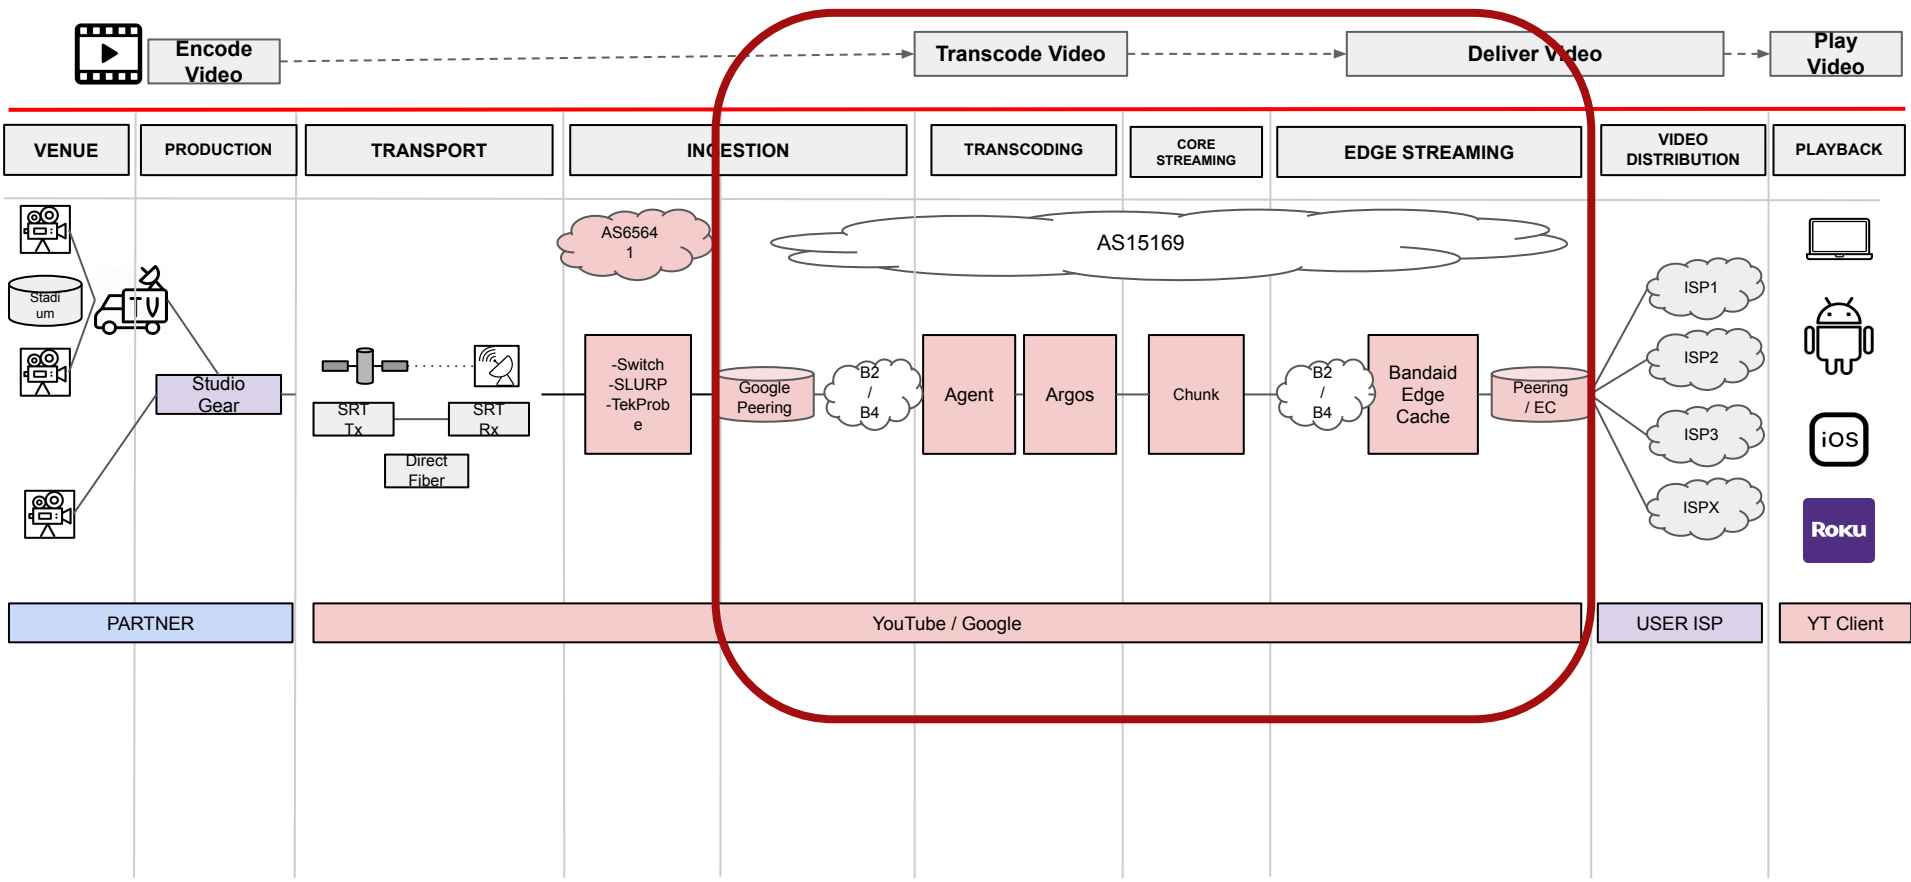 Encode
Video
Transcode Video
Deliver Video
Play
Video
VENUE
PRODUCTION
TRANSPORT
INGESTION
TRANSCODING
CORE
STREAMING
EDGE STREAMING
VIDEO
DISTRIBUTION
PLAYBACK
AS6564
1
AS15169
Stadi
um
TV
Studio
Gear
SRT
Tx
SRT
Rx
Direct
Fiber
-Switch
-SLURP
-TekProb
e
Google
Peering
B2
/
B4
Agent
Argos
Chunk
B2
/
B4
Bandaid
Edge
Cache
Peering
/ EC
ISP1
ISP2
ISP3
ISPX
iOS
Roku
PARTNER
YouTube / Google
USER ISP
YT Client